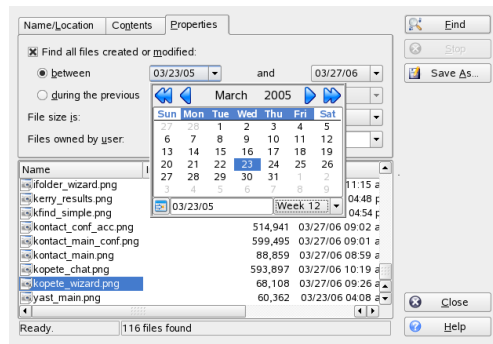 Name/Location Contents Properties
Find all files created or modified:
between 03/23/05 and 03/27/06
during the previous
File size is:
Files owned by user:
March 2005
Sun Mon Tue Wed Thu Fri Sat
27 28 1 2 3 4 5
6 7 8 9 10 11 12
13 14 15 16 17 18 19
20 21 22 23 24 25 26
27 28 29 30 31 1 2
3 4 5 6 7 8 9
03/23/05 Week 12
Name
ifolder_wizard.png 11:15 a
kerry_results.png 04:48 p
kfind_simple.png 04:54 p
kontact_conf_acc. 514,941 03/27/06 09:02 a
kontact_main_conf.png 599,495 03/27/06 09:01 a
kontact_main.png 88,859 03/27/06 08:59 a
kopete_chat.png 593,897 03/27/06 10:19 a
kopete_wizard.png 68,108 03/27/06 09:26 a
yast_main.png 60,362 03/23/06 04:08 a
Ready. 116 files found
Find
Stop
Save As...
Close
Help